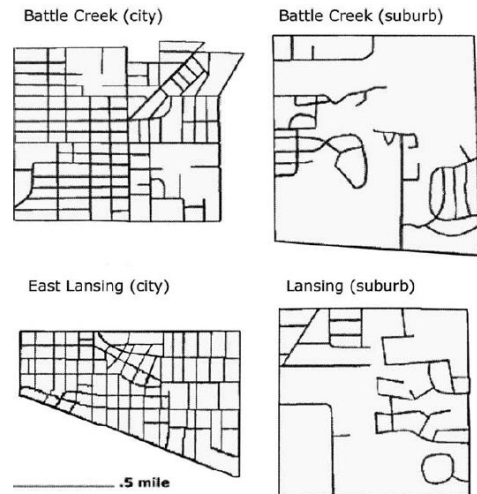 Battle Creek (city)
Battle Creek (suburb)
East Lansing (city)
Lansing (suburb)
.5 mile